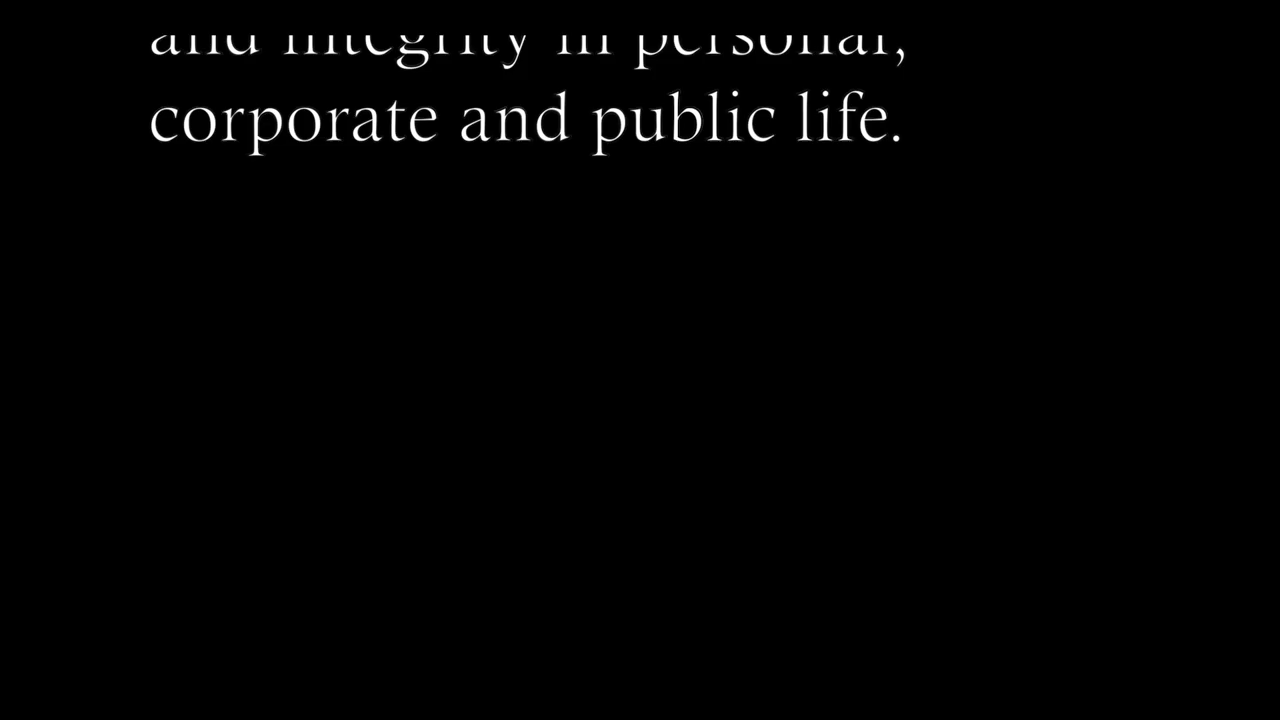 and integrity in personal,
corporate and public life.